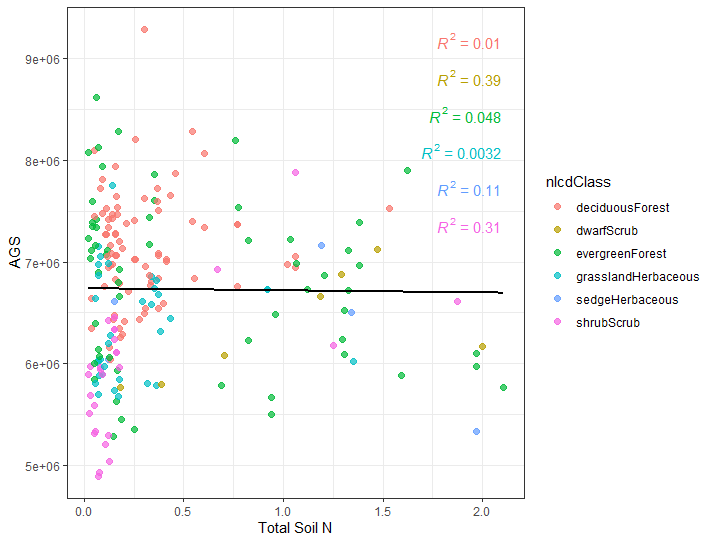 9e+06
8e+06
7e+06
6e+06
5e+06
AGS
R² = 0.01
R² = 0.39
R² = 0.048
R² = 0.0032
R² = 0.11
R² = 0.31
0.0
0.5
1.0
1.5
2.0
Total Soil N
nlcdClass
deciduousForest
dwarfScrub
evergreenForest
grasslandHerbaceous
sedgeHerbaceous
shrubScrub